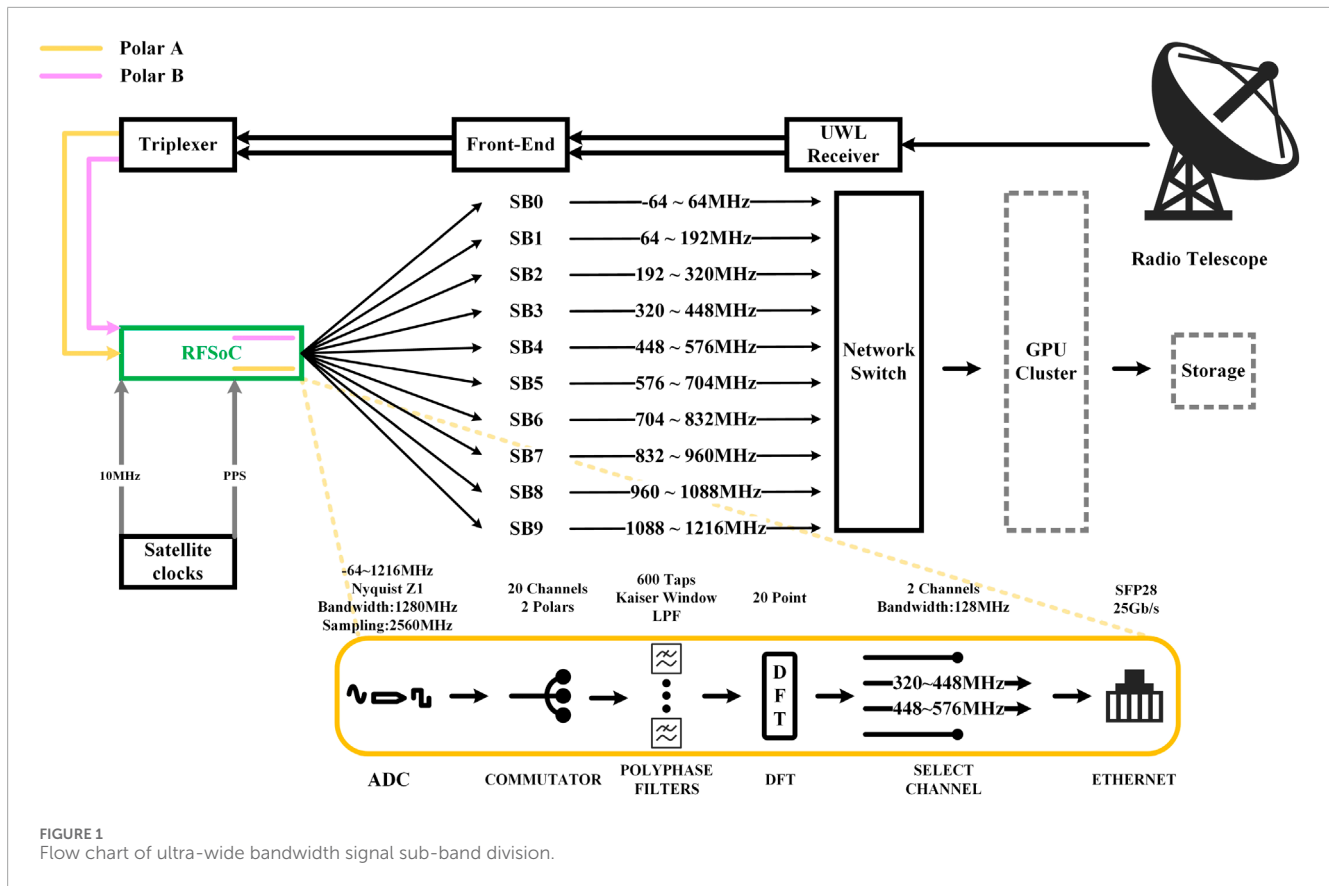 Polar A
Polar B
Triplexer
Front-End
UWL
Receiver
Radio Telescope
SB0 -64 ~ 64MHz
SB1 64 ~ 192MHz
SB2 192 ~ 320MHz
SB3 320 ~ 448MHz
SB4 448 ~ 576MHz
SB5 576 ~ 704MHz
SB6 704 ~ 832MHz
SB7 832 ~ 960MHz
SB8 960 ~ 1088MHz
SB9 1088 ~ 1216MHz
RFSoC
Network
Switch
GPU
Cluster
Storage
10MHz
PPS
Satellite
clocks
-64~1216MHz
Nyquist Z1
Bandwidth:1280MHz
Sampling:2560MHz
20 Channels
2 Polars
600 Taps
Kaiser Window
LPF
20 Point
2 Channels
Bandwidth:128MHz
SFP28
25Gb/s
D
F
T
320~448MHz
448~576MHz
ADC
COMMUTATOR
POLYPHASE
FILTERS
DFT
SELECT
CHANNEL
ETHERNET
FIGURE 1
Flow chart of ultra-wide bandwidth signal sub-band division.